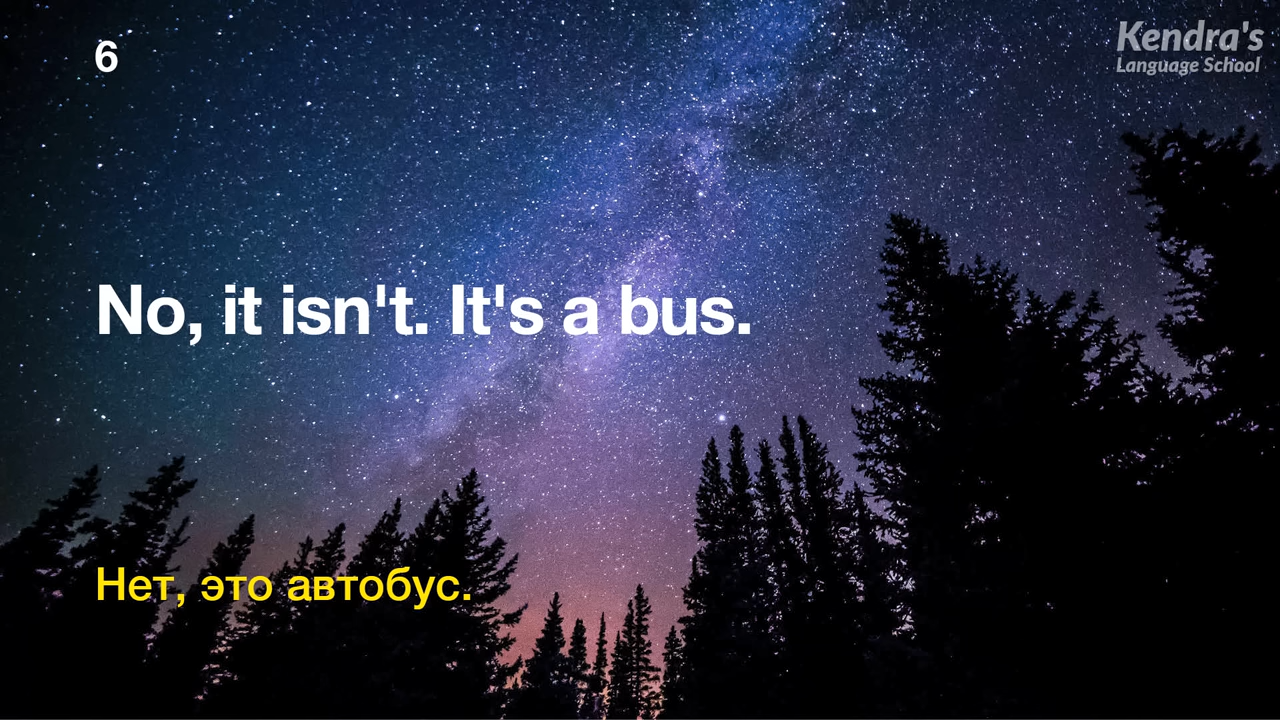 6
Kendra's
Language School
No, it isn't. It's a bus.
Нет, это автобус.